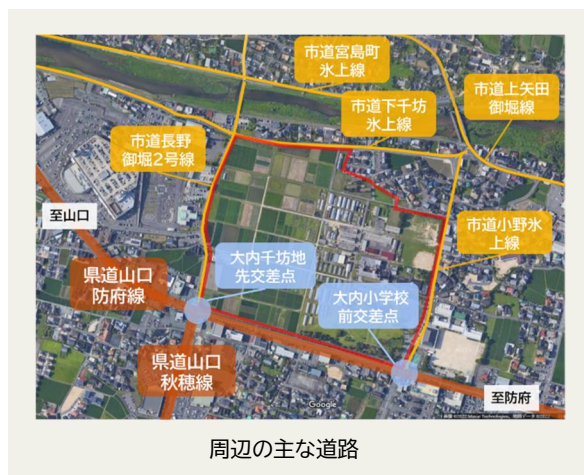 市道宮島町
氷上線
市道上矢田
御堀線
市道下千坊
氷上線
市道長野
御堀2号線
至山口
市道小野氷
上線
大内千坊地
先交差点
県道山口
防府線
大内小学校
前交差点
県道山口
秋穂線
至防府
Google
周辺の主な道路